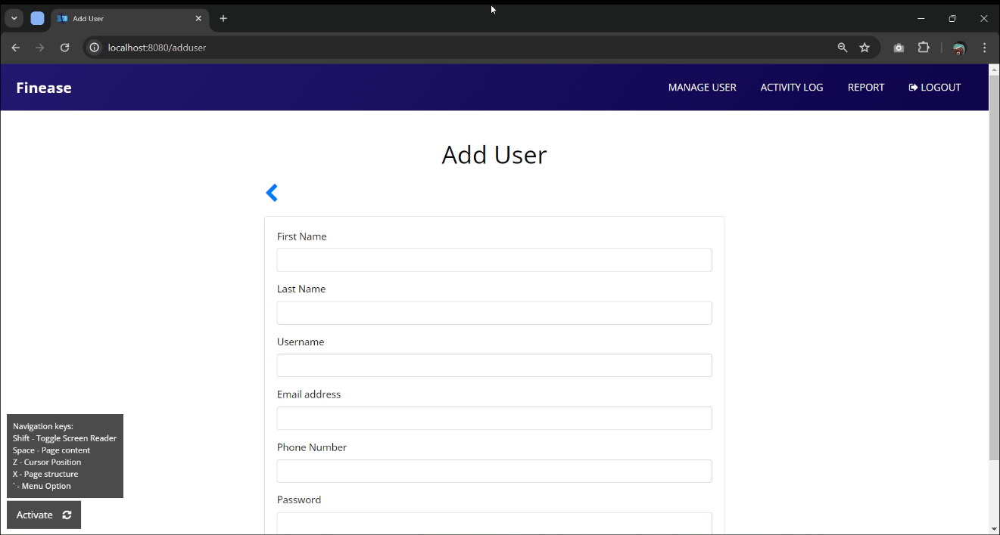 Add User
localhost:8080/adduser
Finease
MANAGE USER
ACTIVITY LOG
REPORT
LOGOUT
Add User
First Name
Last Name
Username
Email address
Phone Number
Password
Navigation keys:
Shift - Toggle Screen Reader
Space - Page content
Z - Cursor Position
X - Page structure
` - Menu Option
Activate